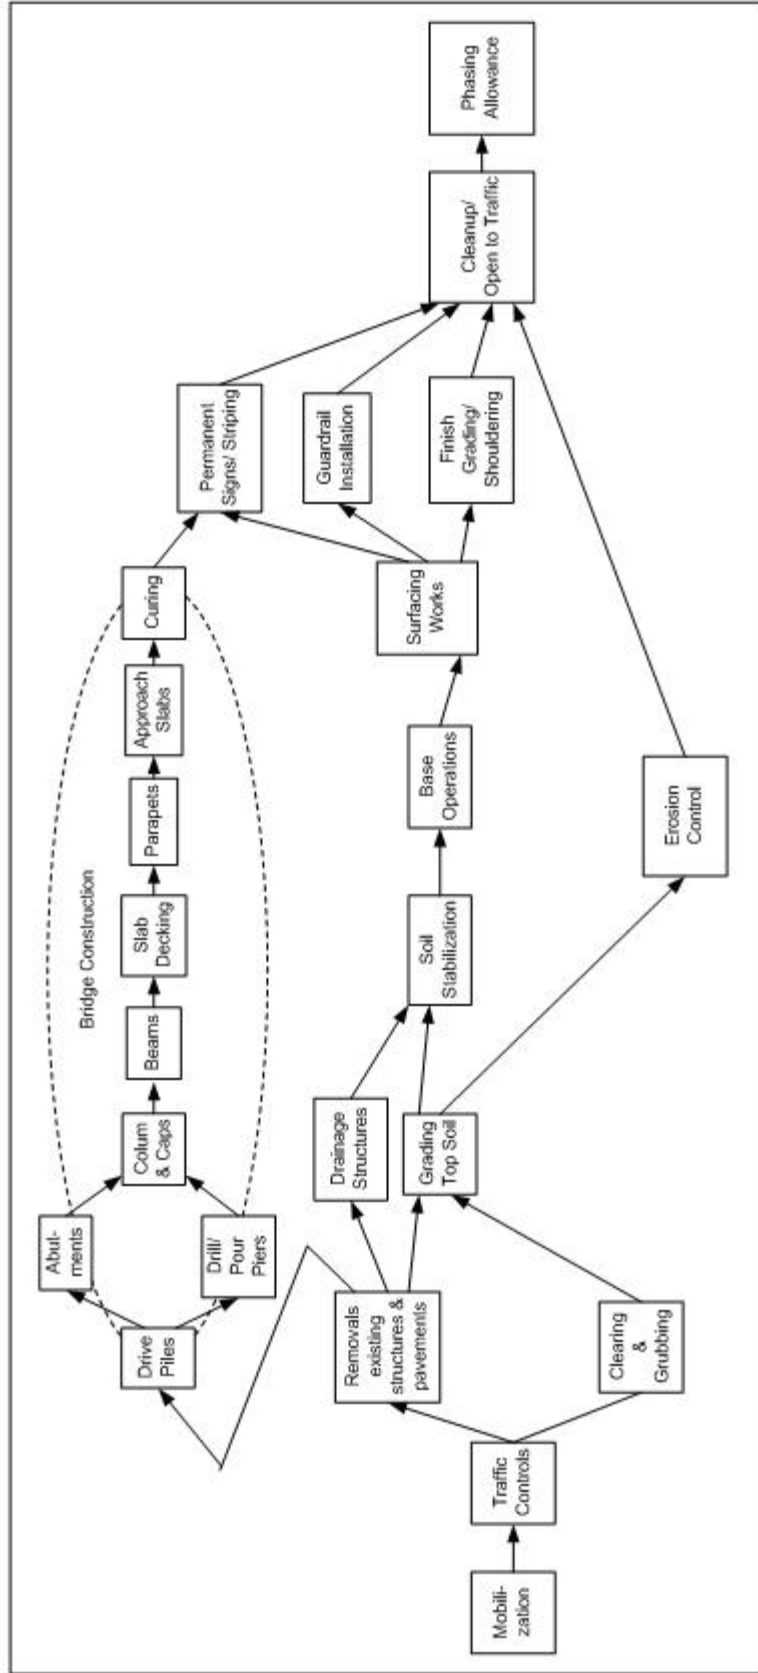 Mobili-
zation
Traffic
Controls
Removals
existing
structures &
pavements
Clearing
&
Grubbing
Drive
Piles
Abul-
ments
Drill/
Pour
Piers
Colum
& Caps
Beams
Slab
Decking
Parapets
Approach
Slabs
Curing
Bridge Construction
Drainage
Structures
Grading
Top Soil
Soil
Stabilization
Base
Operations
Erosion
Control
Surfacing
Works
Permanent
Signs/ Striping
Guardrail
Installation
Finish
Grading/
Shouldering
Cleanup/
Open to Traffic
Phasing
Allowance